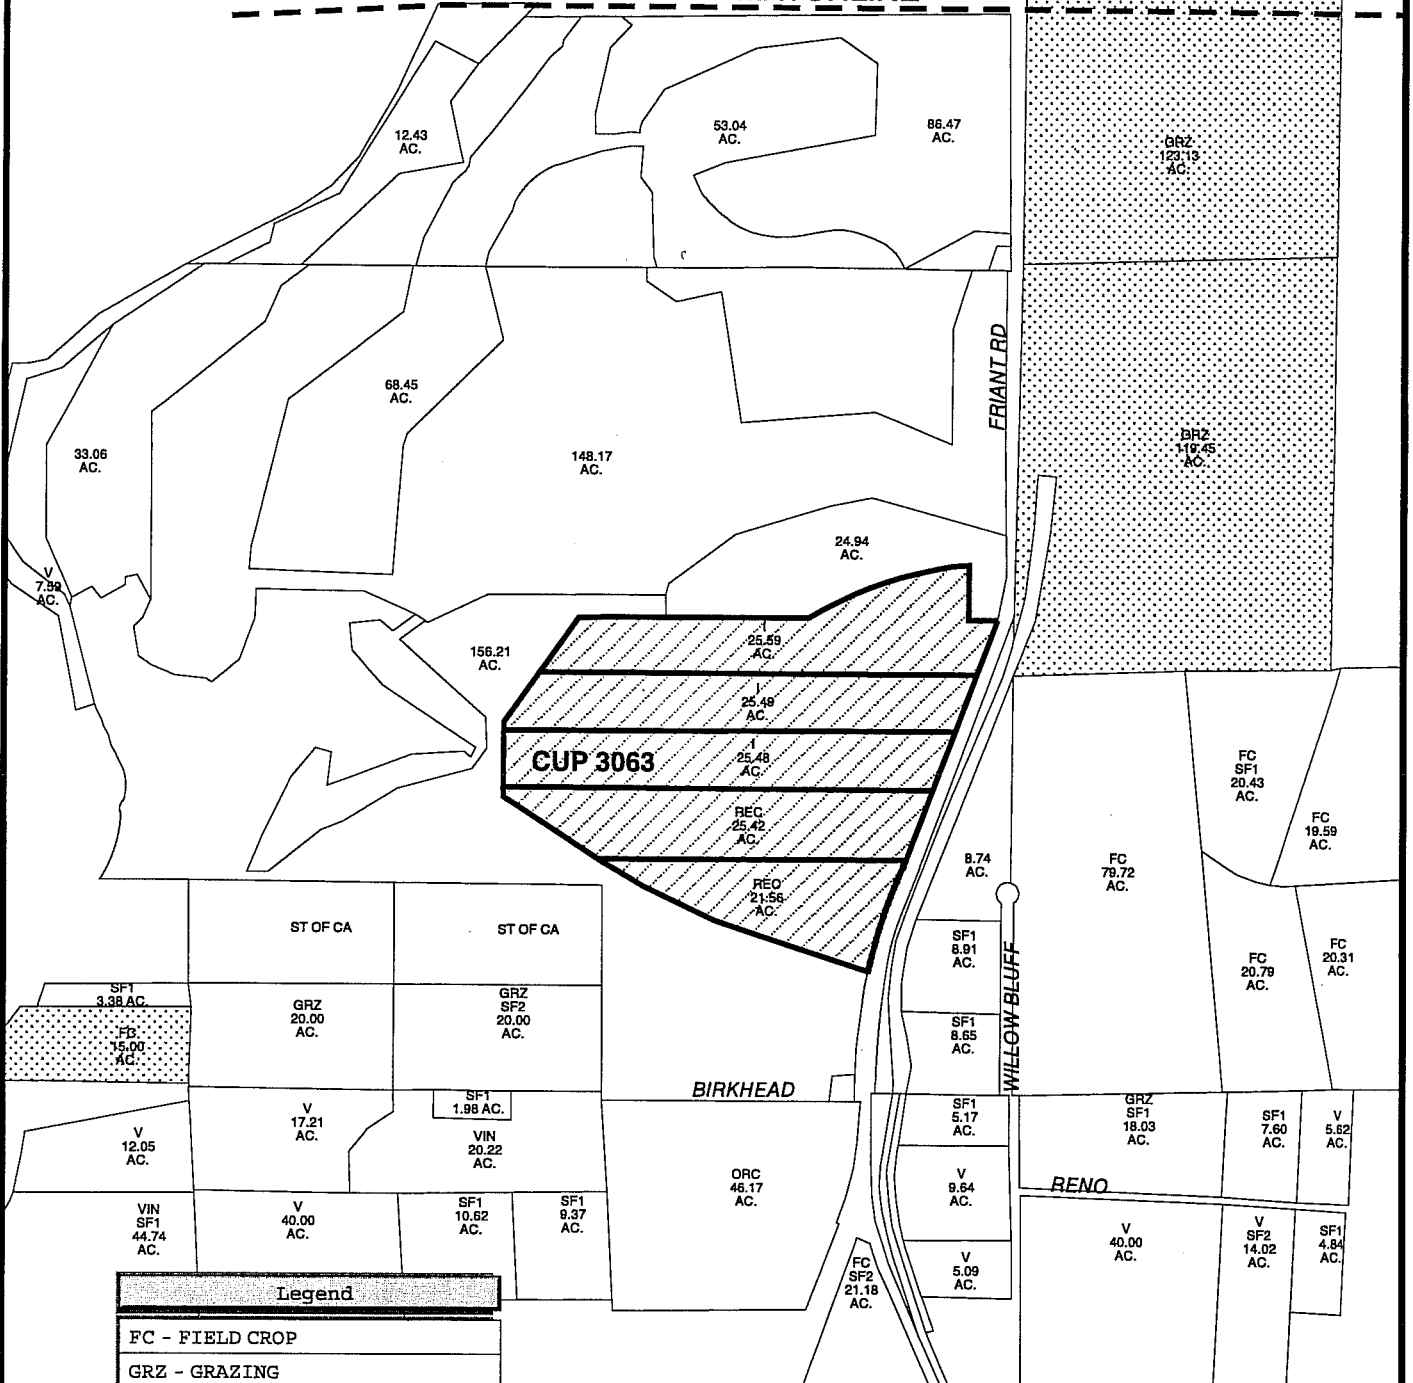 12.43
AC.
53.04
AC.
86.47
AC.
GRZ
123.13
AC.
68.45
AC.
FRIANT RD
33.06
AC.
148.17
AC.
GRZ
119.45
AC.
24.94
AC.
V
7.59
AC.
156.21
AC.
I
25.59
AC.
I
25.49
AC.
CUP 3063
I
25.48
AC.
REC
25.42
AC.
REC
21.56
AC.
8.74
AC.
FC
79.72
AC.
FC
SF1
20.43
AC.
FC
19.59
AC.
ST OF CA
ST OF CA
SF1
8.91
AC.
WILLOW BLUFF
FC
20.79
AC.
FC
20.31
AC.
SF1
3.38 AC.
FC
15.00
AC.
GRZ
20.00
AC.
GRZ
SF2
20.00
AC.
SF1
8.65
AC.
BIRKHEAD
V
12.05
AC.
V
17.21
AC.
SF1
1.98 AC.
VIN
20.22
AC.
SF1
5.17
AC.
GRZ
SF1
18.03
AC.
SF1
7.60
AC.
V
5.62
AC.
ORC
46.17
AC.
V
9.64
AC.
RENO
VIN
SF1
44.74
AC.
V
40.00
AC.
SF1
10.62
AC.
SF1
9.37
AC.
FC
SF2
21.18
AC.
V
5.09
AC.
V
40.00
AC.
V
SF2
14.02
AC.
SF1
4.84
AC.
Legend
FC - FIELD CROP
GRZ - GRAZING